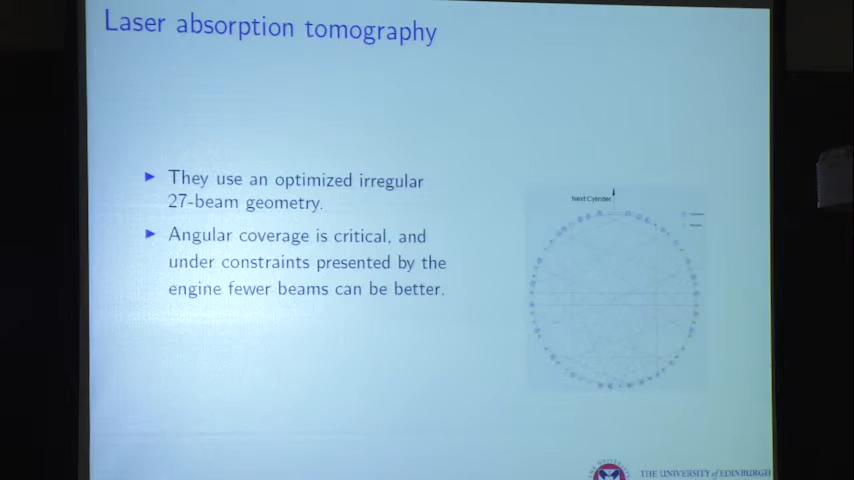 Laser absorption tomography
▶ They use an optimized irregular
27-beam geometry.
▶ Angular coverage is critical, and
under constraints presented by the
engine fewer beams can be better.
Next Cylinder
THE UNIVERSITY of EDINBURGH